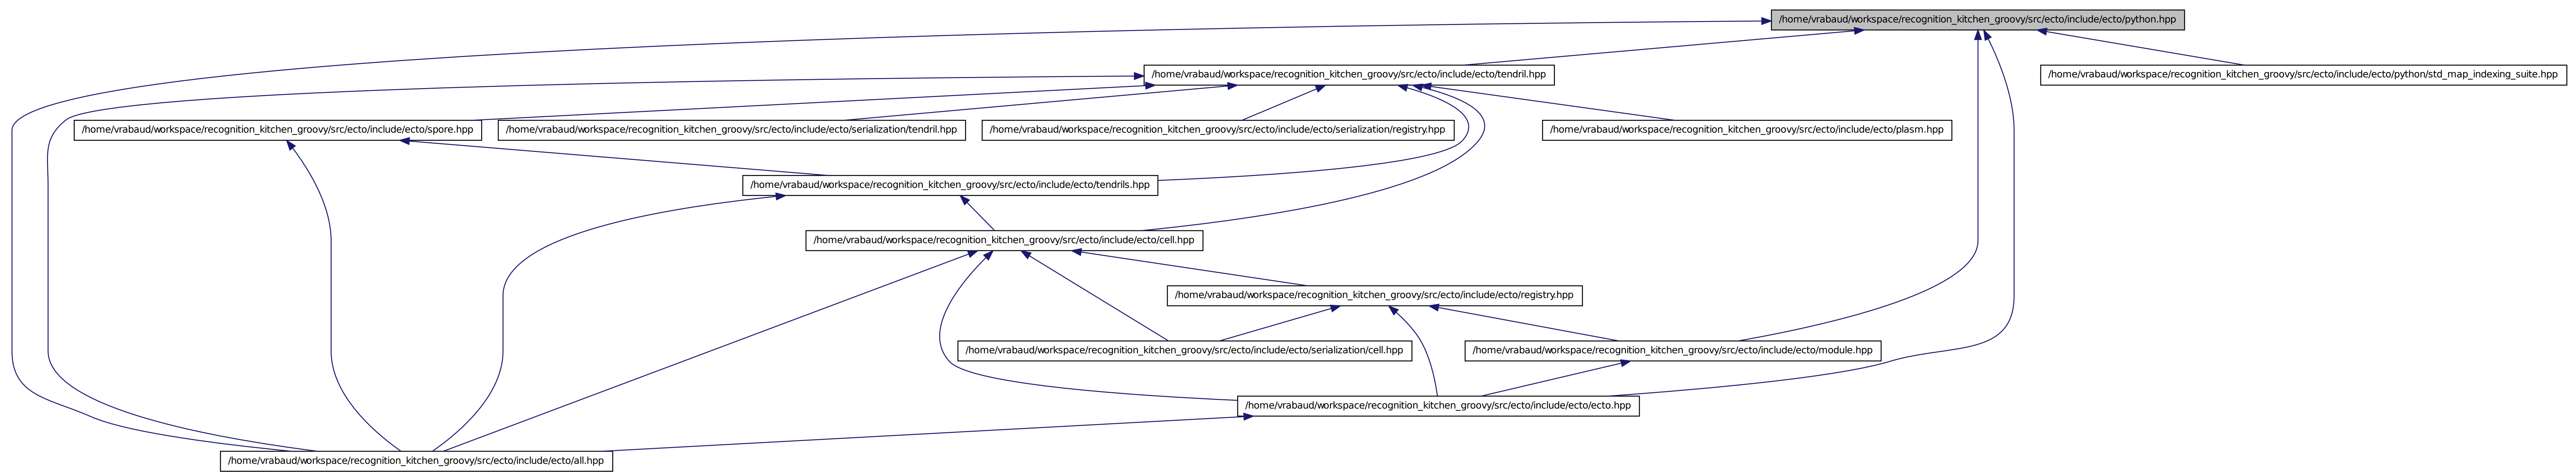 /home/vrabaud/workspace/recognition_kitchen_groovy/src/ecto/include/ecto/python.hpp
/home/vrabaud/workspace/recognition_kitchen_groovy/src/ecto/include/ecto/tendril.hpp
/home/vrabaud/workspace/recognition_kitchen_groovy/src/ecto/include/ecto/python/std_map_indexing_suite.hpp
/home/vrabaud/workspace/recognition_kitchen_groovy/src/ecto/include/ecto/spore.hpp
/home/vrabaud/workspace/recognition_kitchen_groovy/src/ecto/include/ecto/serialization/tendril.hpp
/home/vrabaud/workspace/recognition_kitchen_groovy/src/ecto/include/ecto/serialization/registry.hpp
/home/vrabaud/workspace/recognition_kitchen_groovy/src/ecto/include/ecto/plasm.hpp
/home/vrabaud/workspace/recognition_kitchen_groovy/src/ecto/include/ecto/tendrils.hpp
/home/vrabaud/workspace/recognition_kitchen_groovy/src/ecto/include/ecto/cell.hpp
/home/vrabaud/workspace/recognition_kitchen_groovy/src/ecto/include/ecto/registry.hpp
/home/vrabaud/workspace/recognition_kitchen_groovy/src/ecto/include/ecto/serialization/cell.hpp
/home/vrabaud/workspace/recognition_kitchen_groovy/src/ecto/include/ecto/module.hpp
/home/vrabaud/workspace/recognition_kitchen_groovy/src/ecto/include/ecto/ecto.hpp
/home/vrabaud/workspace/recognition_kitchen_groovy/src/ecto/include/ecto/all.hpp